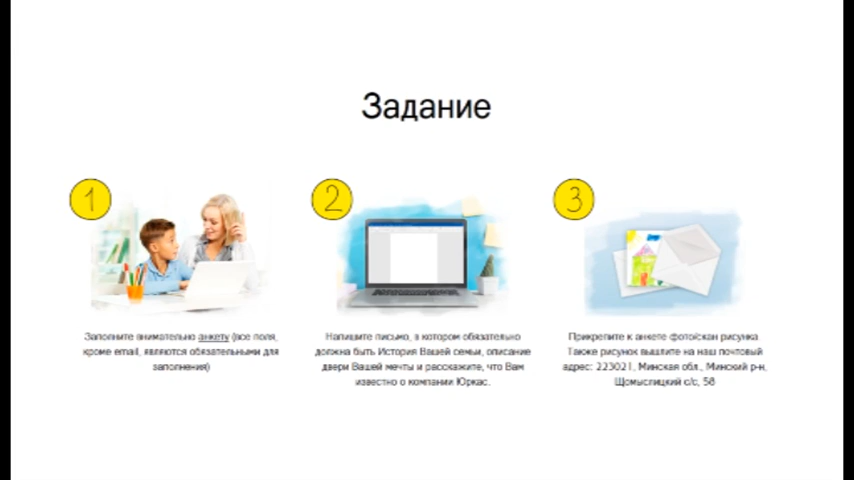 Задание
1
2
3
Заполните внимательно анкету (все поля,
кроме email, являются обязательными для
заполнения)
Напишите письмо, в котором обязательно
должна быть История Вашей семьи, описание
двери Вашей мечты и расскажите, что Вам
известно о компании Юркас.
Прикрепите к анкете фото/скан рисунка
Также рисунок вышлите на наш почтовый
адрес: 223021, Минская обл., Минский р-н,
Щомыслицкий с/с, 58